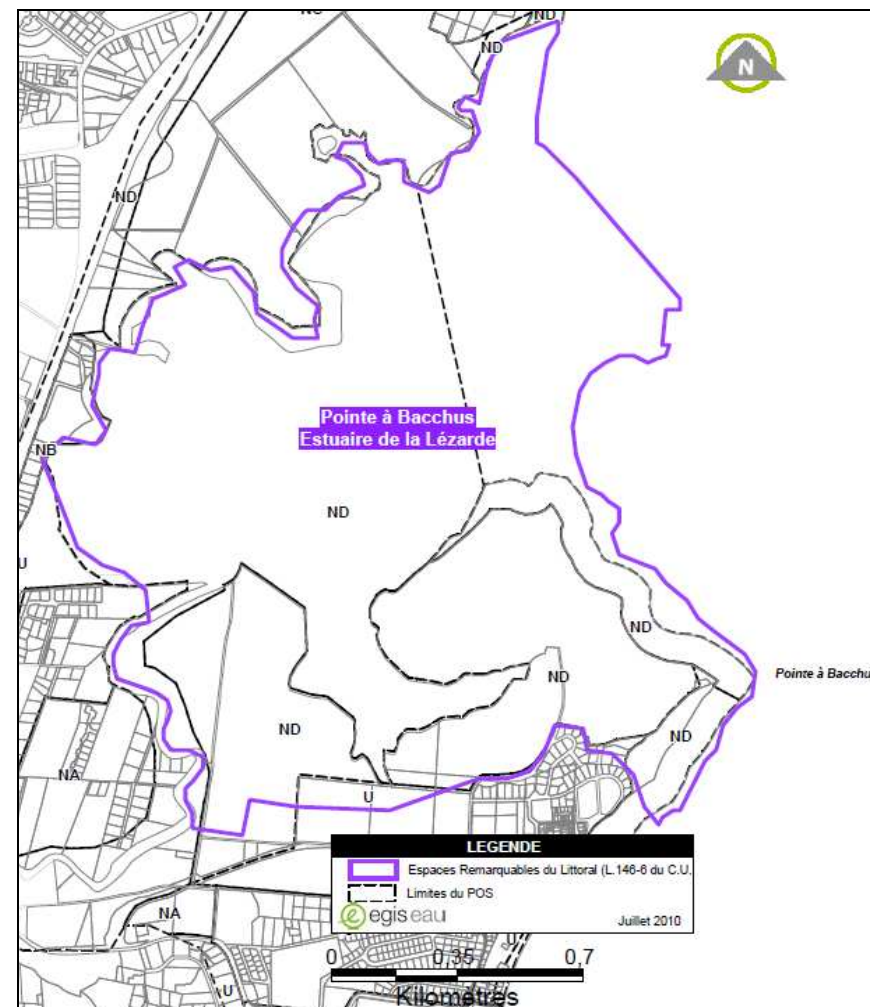 NC
ND
ND
N
ND
Pointe à Bacchus
Estuaire de la Lézarde
NB
ND
U
ND
Pointe à Bacchu
ND
ND
ND
NA
U
LEGENDE
Espaces Remarquables du Littoral (L.146-6 du C.U.
Limites du POS
egis eau
Juillet 2010
NA
U
0 0,35 0,7
U
Kilomètres